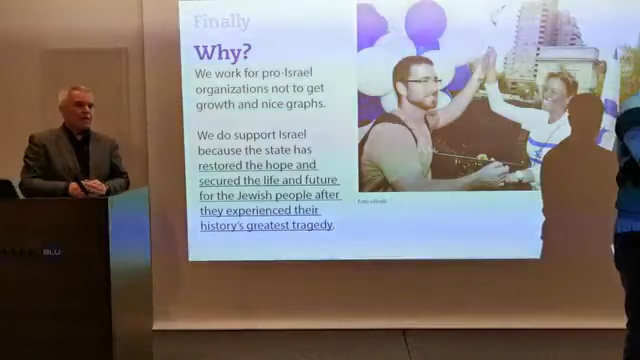 Finally
Why?
We work for pro-Israel
organizations not to get
growth and nice graphs.
We do support Israel
because the state has
restored the hope and
secured the life and future
for the Jewish people after
they experienced their
history's greatest tragedy.
BLU